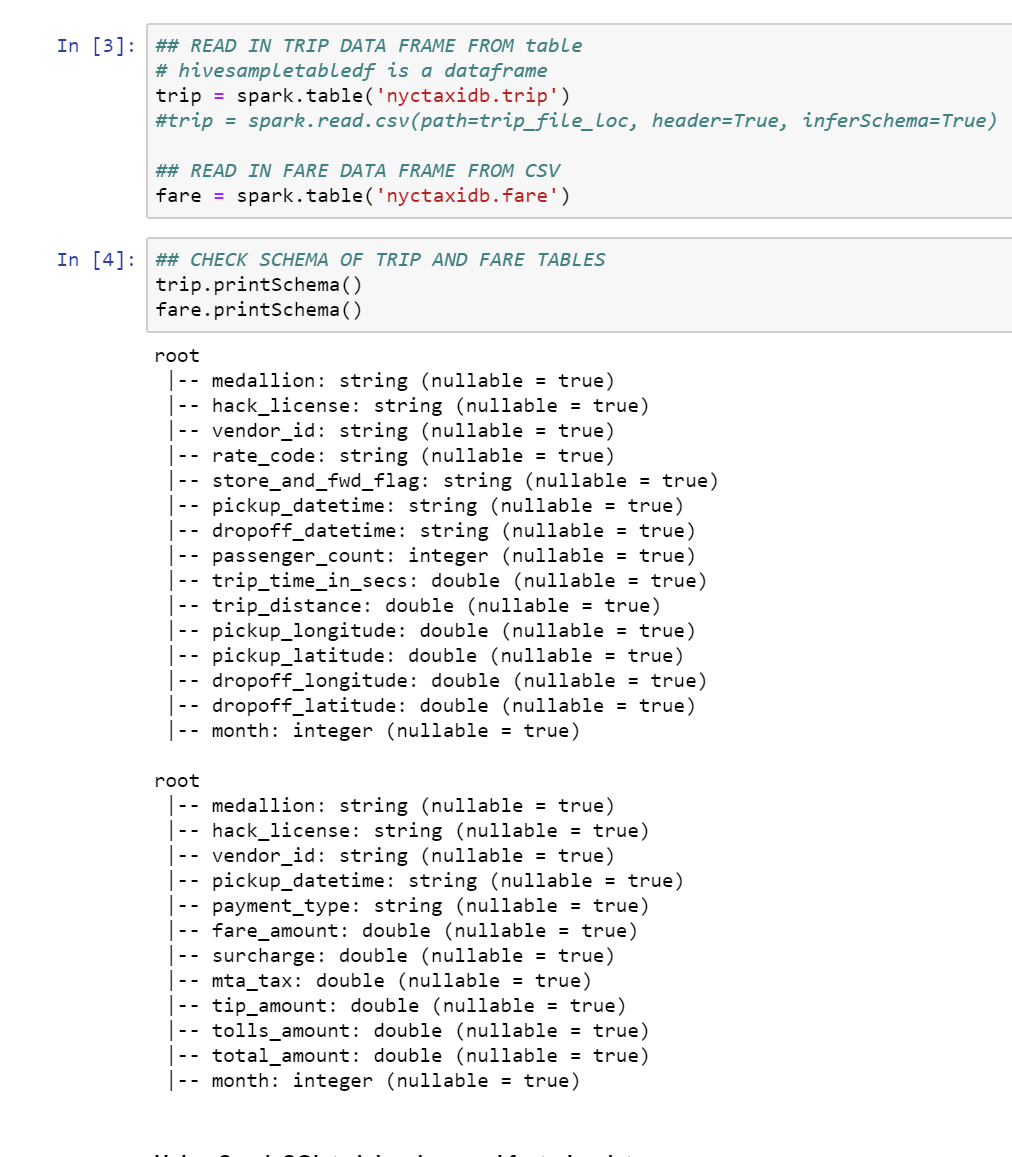 In [3]: ## READ IN TRIP DATA FRAME FROM table
# hivesampletabledf is a dataframe
trip = spark.table('nyctaxidb.trip')
#trip = spark.read.csv(path=trip_file_loc, header=True, inferSchema=True)
## READ IN FARE DATA FRAME FROM CSV
fare = spark.table('nyctaxidb.fare')
In [4]: ## CHECK SCHEMA OF TRIP AND FARE TABLES
trip.printSchema()
fare.printSchema()
root
|-- medallion: string (nullable = true)
|-- hack_license: string (nullable = true)
|-- vendor_id: string (nullable = true)
|-- rate_code: string (nullable = true)
|-- store_and_fwd_flag: string (nullable = true)
|-- pickup_datetime: string (nullable = true)
|-- dropoff_datetime: string (nullable = true)
|-- passenger_count: integer (nullable = true)
|-- trip_time_in_secs: double (nullable = true)
|-- trip_distance: double (nullable = true)
|-- pickup_longitude: double (nullable = true)
|-- pickup_latitude: double (nullable = true)
|-- dropoff_longitude: double (nullable = true)
|-- dropoff_latitude: double (nullable = true)
|-- month: integer (nullable = true)
root
|-- medallion: string (nullable = true)
|-- hack_license: string (nullable = true)
|-- vendor_id: string (nullable = true)
|-- pickup_datetime: string (nullable = true)
|-- payment_type: string (nullable = true)
|-- fare_amount: double (nullable = true)
|-- surcharge: double (nullable = true)
|-- mta_tax: double (nullable = true)
|-- tip_amount: double (nullable = true)
|-- tolls_amount: double (nullable = true)
|-- total_amount: double (nullable = true)
|-- month: integer (nullable = true)